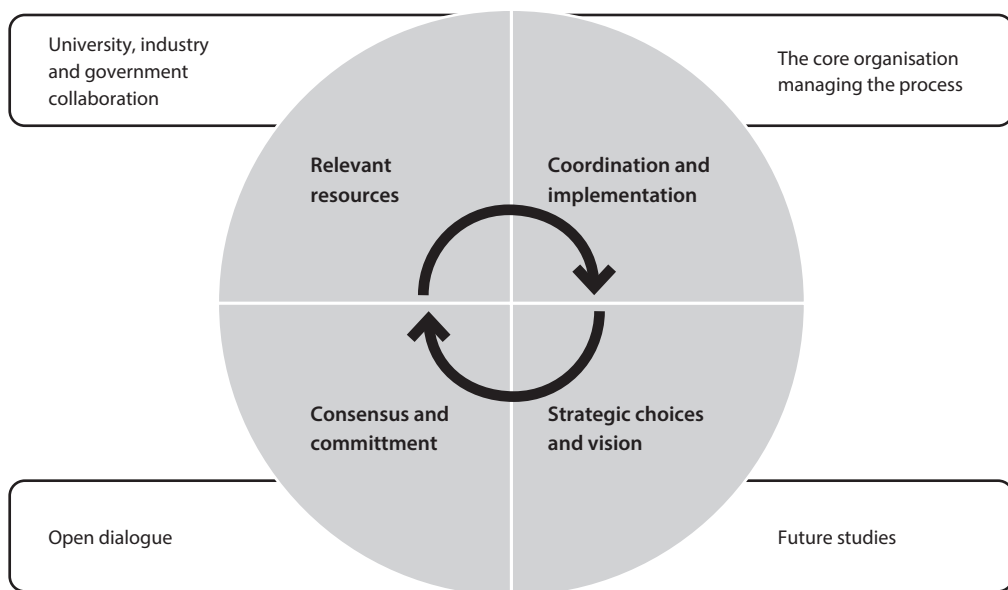 University, industry
and government
collaboration
The core organisation
managing the process
Relevant
resources
Coordination and
implementation
Consensus and
committment
Strategic choices
and vision
Open dialogue
Future studies